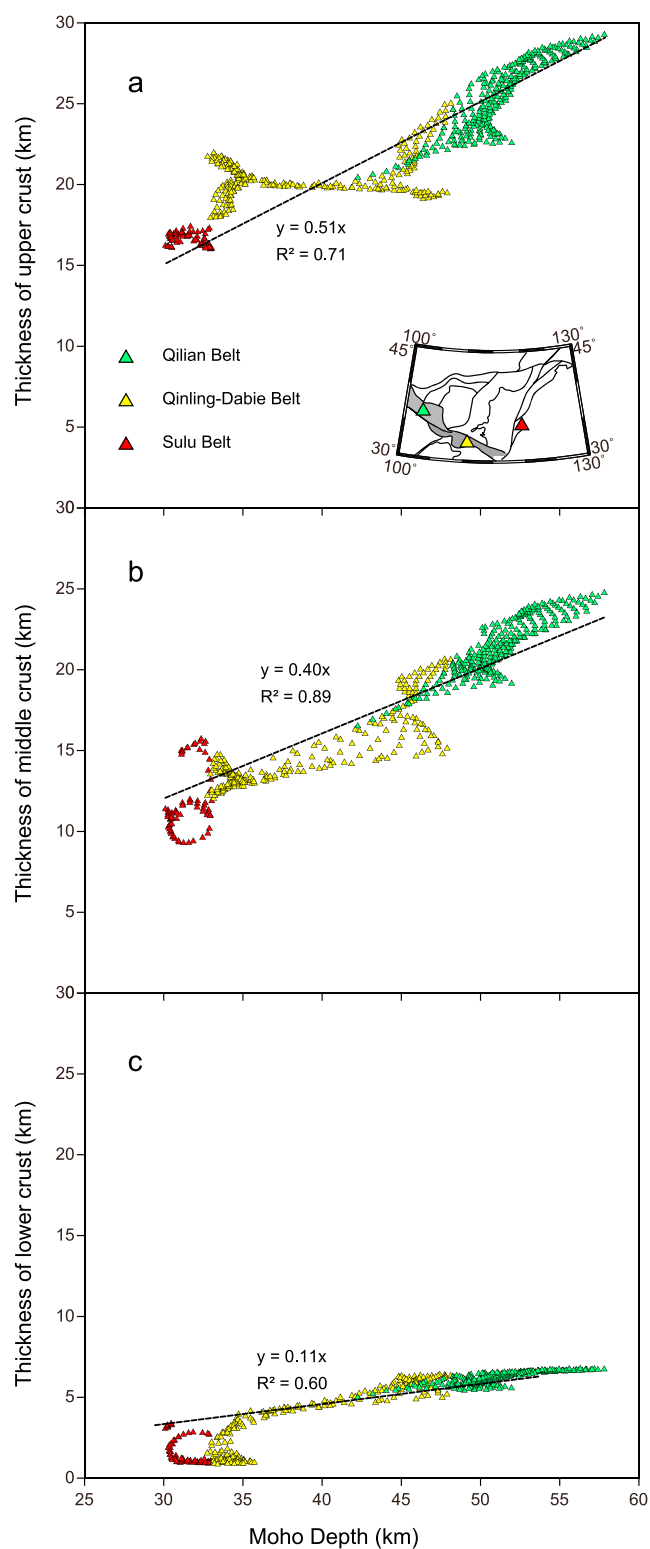 30
25
20
15
10
5
Thickness of upper crust (km)
a
y = 0.51x
R² = 0.71
Qilian Belt
Qinling-Dabie Belt
Sulu Belt
100°
130°
45°
45°
30°
30°
100°
130°
30
25
20
15
10
5
Thickness of middle crust (km)
b
y = 0.40x
R² = 0.89
30
25
20
15
10
5
0
Thickness of lower crust (km)
c
y = 0.11x
R² = 0.60
25 30 35 40 45 50 55 60
Moho Depth (km)